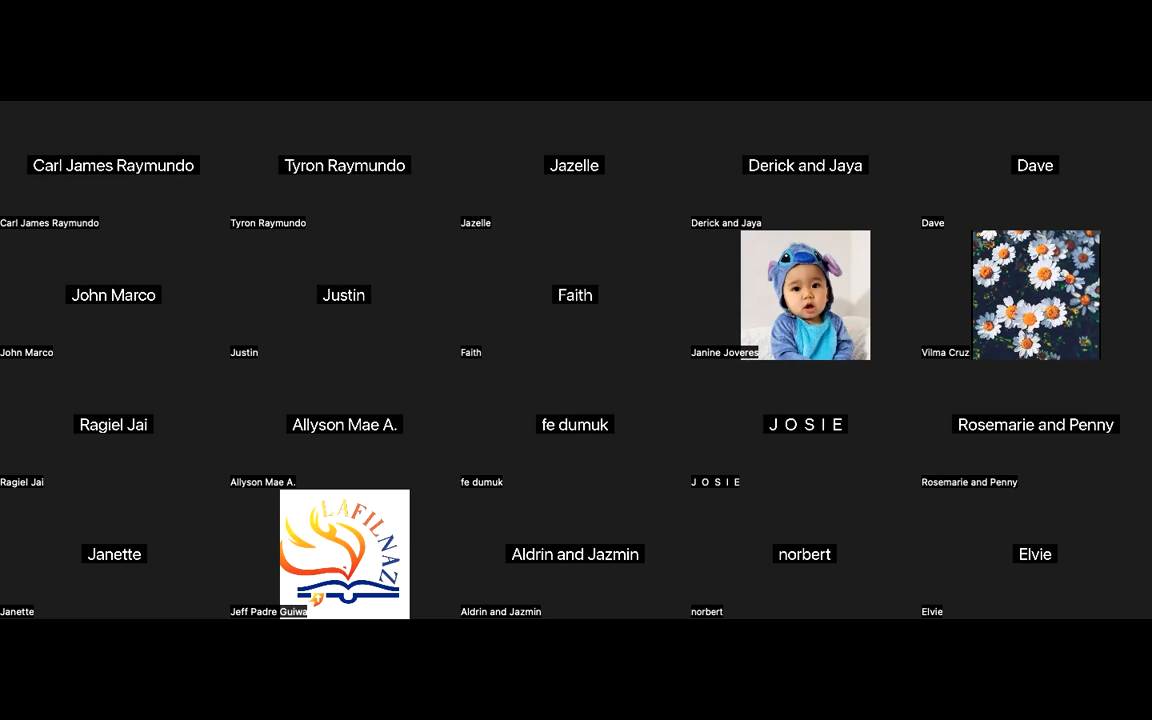 Carl James Raymundo
Tyron Raymundo
Jazelle
Derick and Jaya
Dave
Carl James Raymundo
Tyron Raymundo
Jazelle
Derick and Jaya
Dave
John Marco
Justin
Faith
John Marco
Justin
Faith
Janine Joveres
Vilma Cruz
Ragiel Jai
Allyson Mae A.
fe dumuk
J O S I E
Rosemarie and Penny
Ragiel Jai
Allyson Mae A.
fe dumuk
J O S I E
Rosemarie and Penny
LAFILNAZ
Janette
Aldrin and Jazmin
norbert
Elvie
Janette
Jeff Padre Guiwa
Aldrin and Jazmin
norbert
Elvie